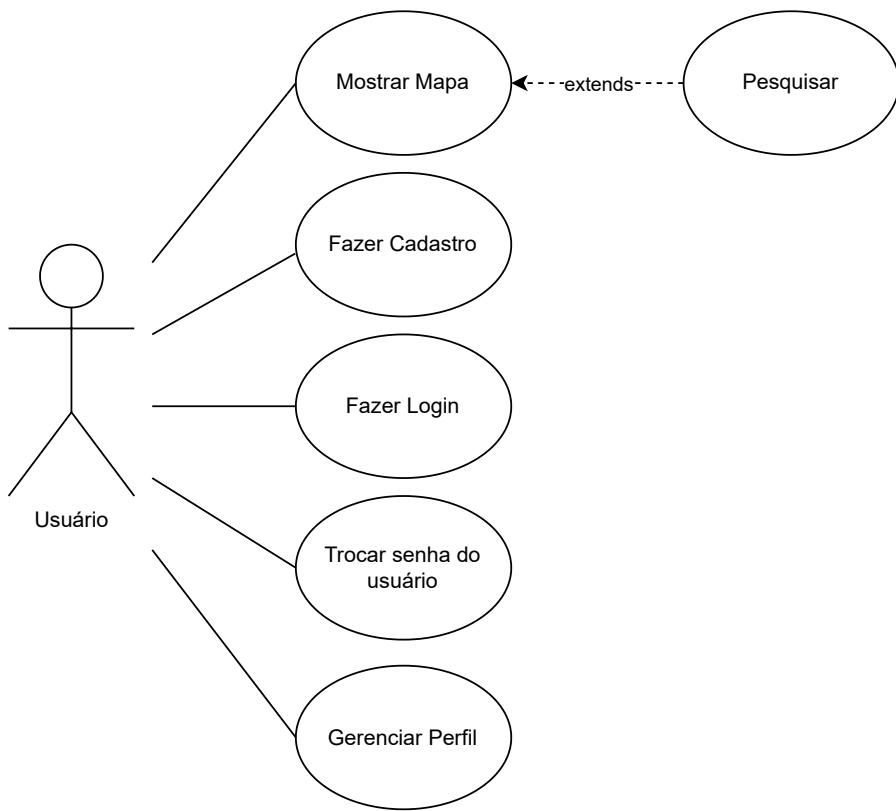 Mostrar Mapa
extends
Pesquisar
Fazer Cadastro
Fazer Login
Usuário
Trocar senha do
usuário
Gerenciar Perfil